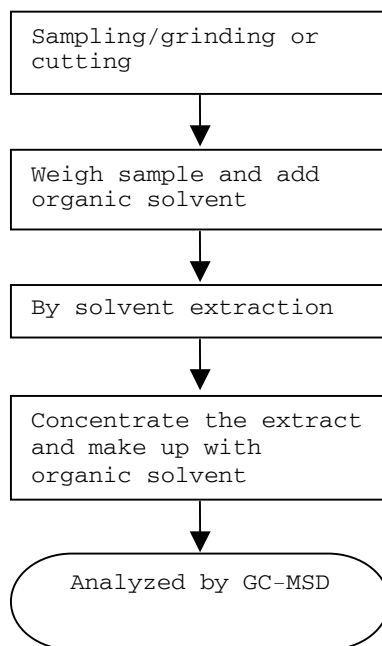 Sampling/grinding or
cutting
Weigh sample and add
organic solvent
By solvent extraction
Concentrate the extract
and make up with
organic solvent
Analyzed by GC-MSD